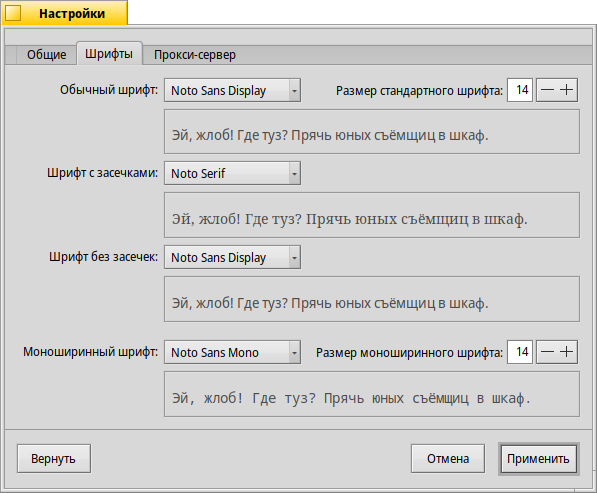 Настройки
Общие Шрифты Прокси-сервер
Обычный шрифт: Noto Sans Display Размер стандартного шрифта: 14
Эй, жлоб! Где туз? Прячь юных съёмщиц в шкаф.
Шрифт с засечками: Noto Serif
Эй, жлоб! Где туз? Прячь юных съёмщиц в шкаф.
Шрифт без засечек: Noto Sans Display
Эй, жлоб! Где туз? Прячь юных съёмщиц в шкаф.
Моноширинный шрифт: Noto Sans Mono Размер моноширинного шрифта: 14
Эй, жлоб! Где туз? Прячь юных съёмщиц в шкаф.
Вернуть Отмена Применить